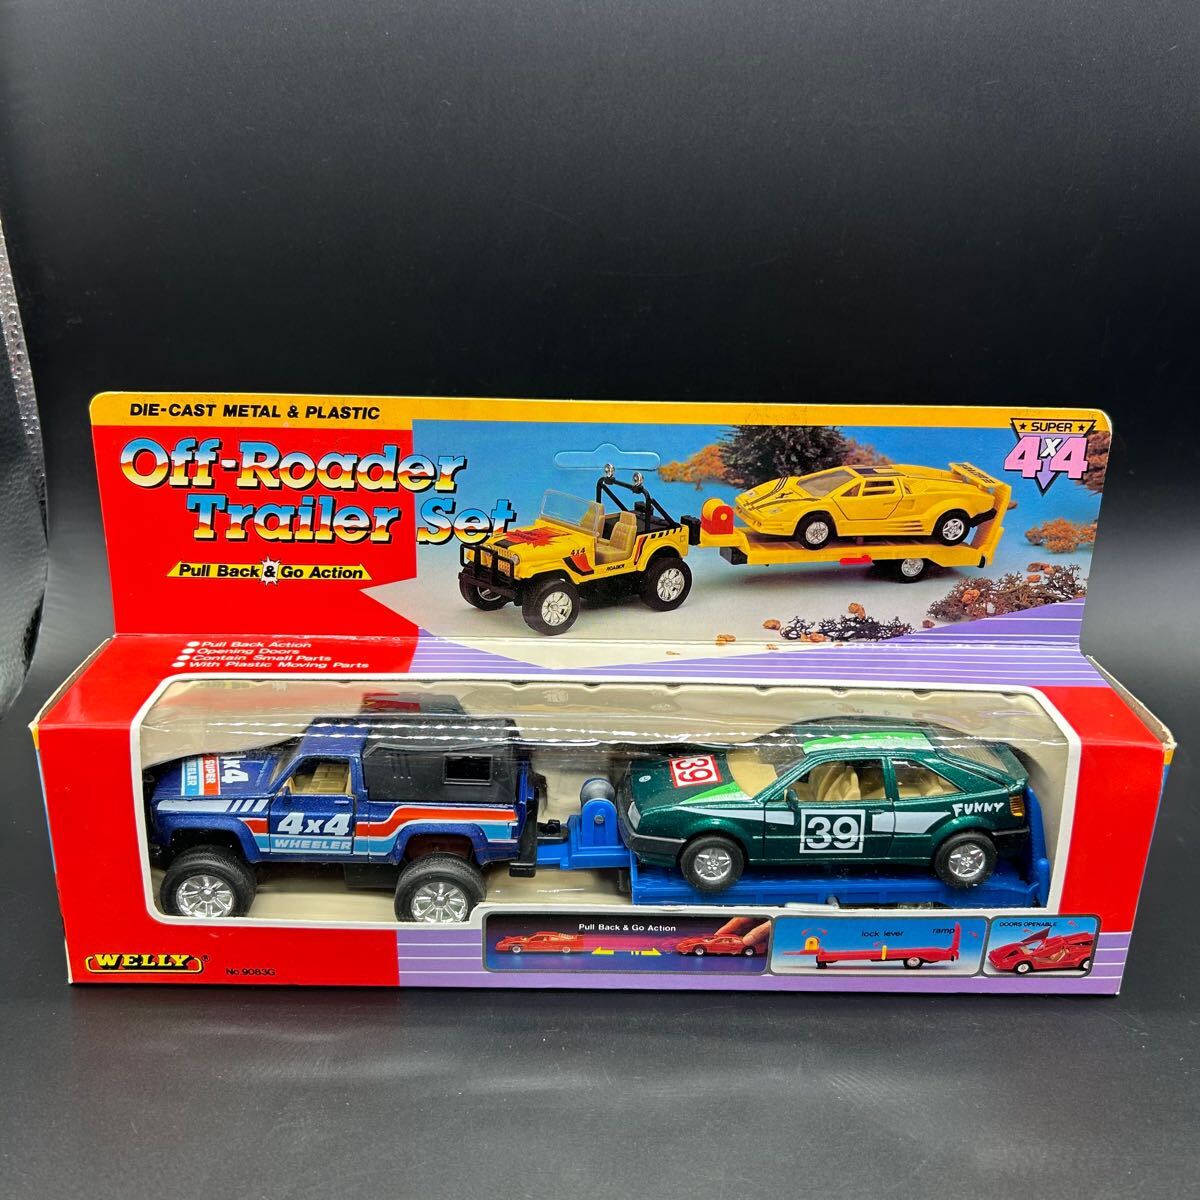 DIE-CAST METAL & PLASTIC
SUPER
4x4
Off-Roader
Trailer Set
Pull Back & Go Action
4x4
ROADER
Pull Back Action
Opening Doors
Contain Small Parts
With Plastic Moving Parts
4x4
SUPER
WHEELER
4x4
WHEELER
39
39
FUNNY
Pull Back & Go Action
lock lever
ramp
DOORS OPENABLE
WELLY®
No.9083G